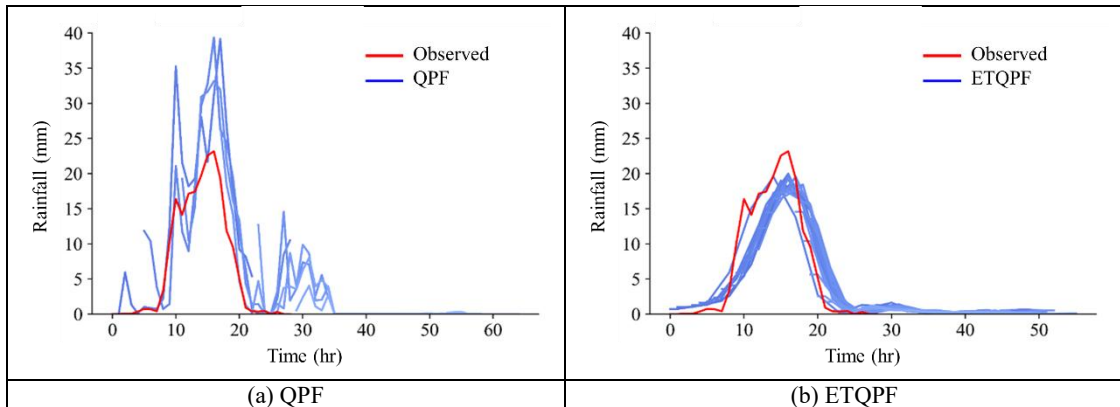 40
35
30
25
20
15
10
5
0
Rainfall (mm)
Observed
QPF
0 10 20 30 40 50 60
Time (hr)
(a) QPF
40
35
30
25
20
15
10
5
0
Rainfall (mm)
Observed
ETQPF
0 10 20 30 40 50
Time (hr)
(b) ETQPF